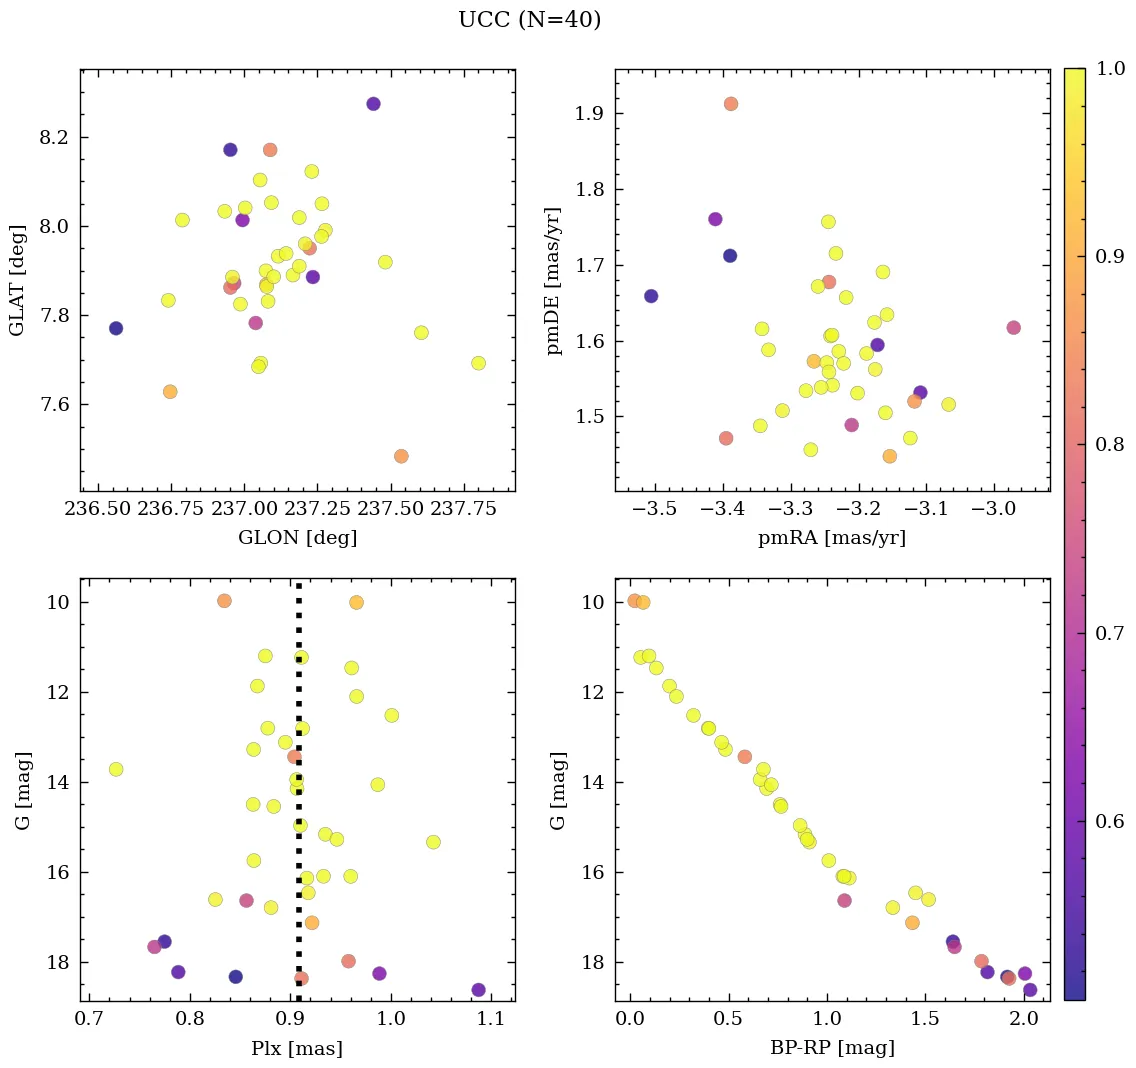 UCC (N=40)
8.2
8.0
7.8
7.6
GLAT [deg]
236.50 236.75 237.00 237.25 237.50 237.75
GLON [deg]
1.9
1.8
1.7
1.6
1.5
pmDE [mas/yr]
−3.5 −3.4 −3.3 −3.2 −3.1 −3.0
pmRA [mas/yr]
10
12
14
16
18
G [mag]
0.7 0.8 0.9 1.0 1.1
Plx [mas]
10
12
14
16
18
G [mag]
0.0 0.5 1.0 1.5 2.0
BP-RP [mag]
1.0
0.9
0.8
0.7
0.6